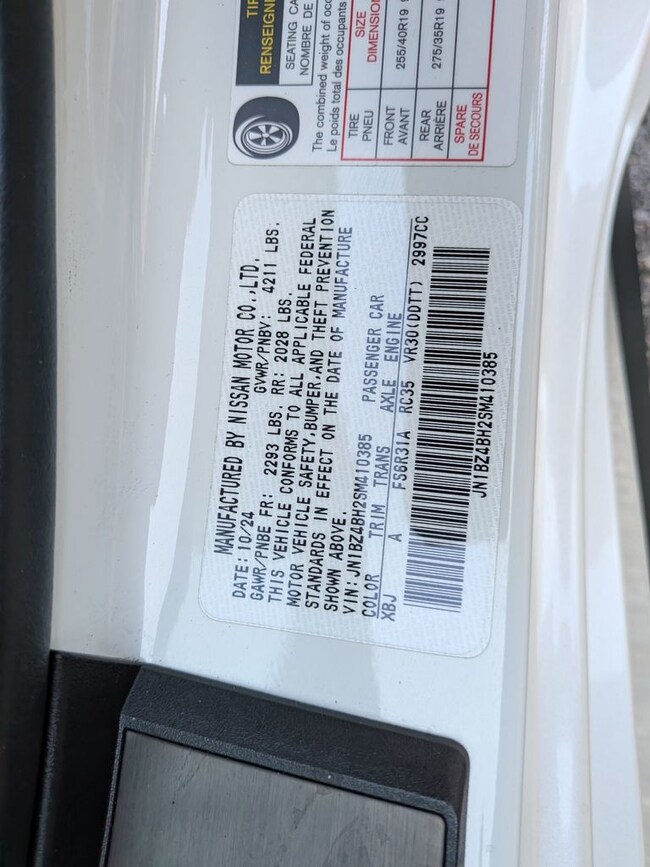 TIR
RENSEIGNE
SEATING CA
NOMBRE DE
The combined weight of occ
Le poids total des occupants
TIRE
PNEU
SIZE
DIMENSION
FRONT
AVANT
255/40R19
REAR
ARRIÈRE
275/35R19
SPARE
DE SECOURS
MANUFACTURED BY NISSAN MOTOR CO.,LTD.
DATE: 10/24 GVWR/PNBV: 4211 LBS.
GAWR/PNBE FR: 2293 LBS. RR: 2028 LBS.
THIS VEHICLE CONFORMS TO ALL APPLICABLE FEDERAL
MOTOR VEHICLE SAFETY,BUMPER,AND THEFT PREVENTION
STANDARDS IN EFFECT ON THE DATE OF MANUFACTURE
SHOWN ABOVE.
VIN: JN1BZ4BH2SM410385 PASSENGER CAR
COLOR TRIM TRANS AXLE ENGINE
XBJ A FS6R31A RC35 VR30(DDTT) 2997CC
JN1BZ4BH2SM410385